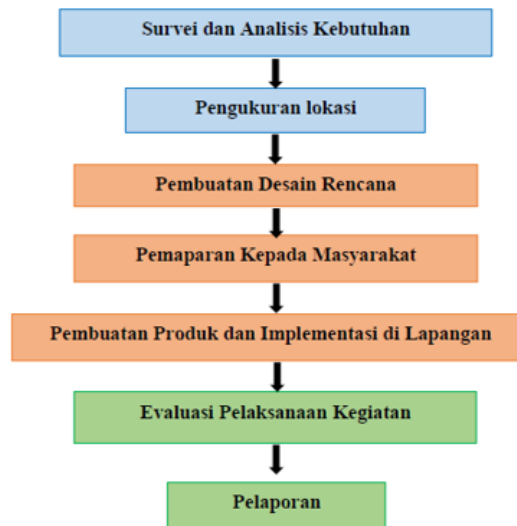 Survei dan Analisis Kebutuhan
Pengukuran lokasi
Pembuatan Desain Rencana
Pemaparan Kepada Masyarakat
Pembuatan Produk dan Implementasi di Lapangan
Evaluasi Pelaksanaan Kegiatan
Pelaporan